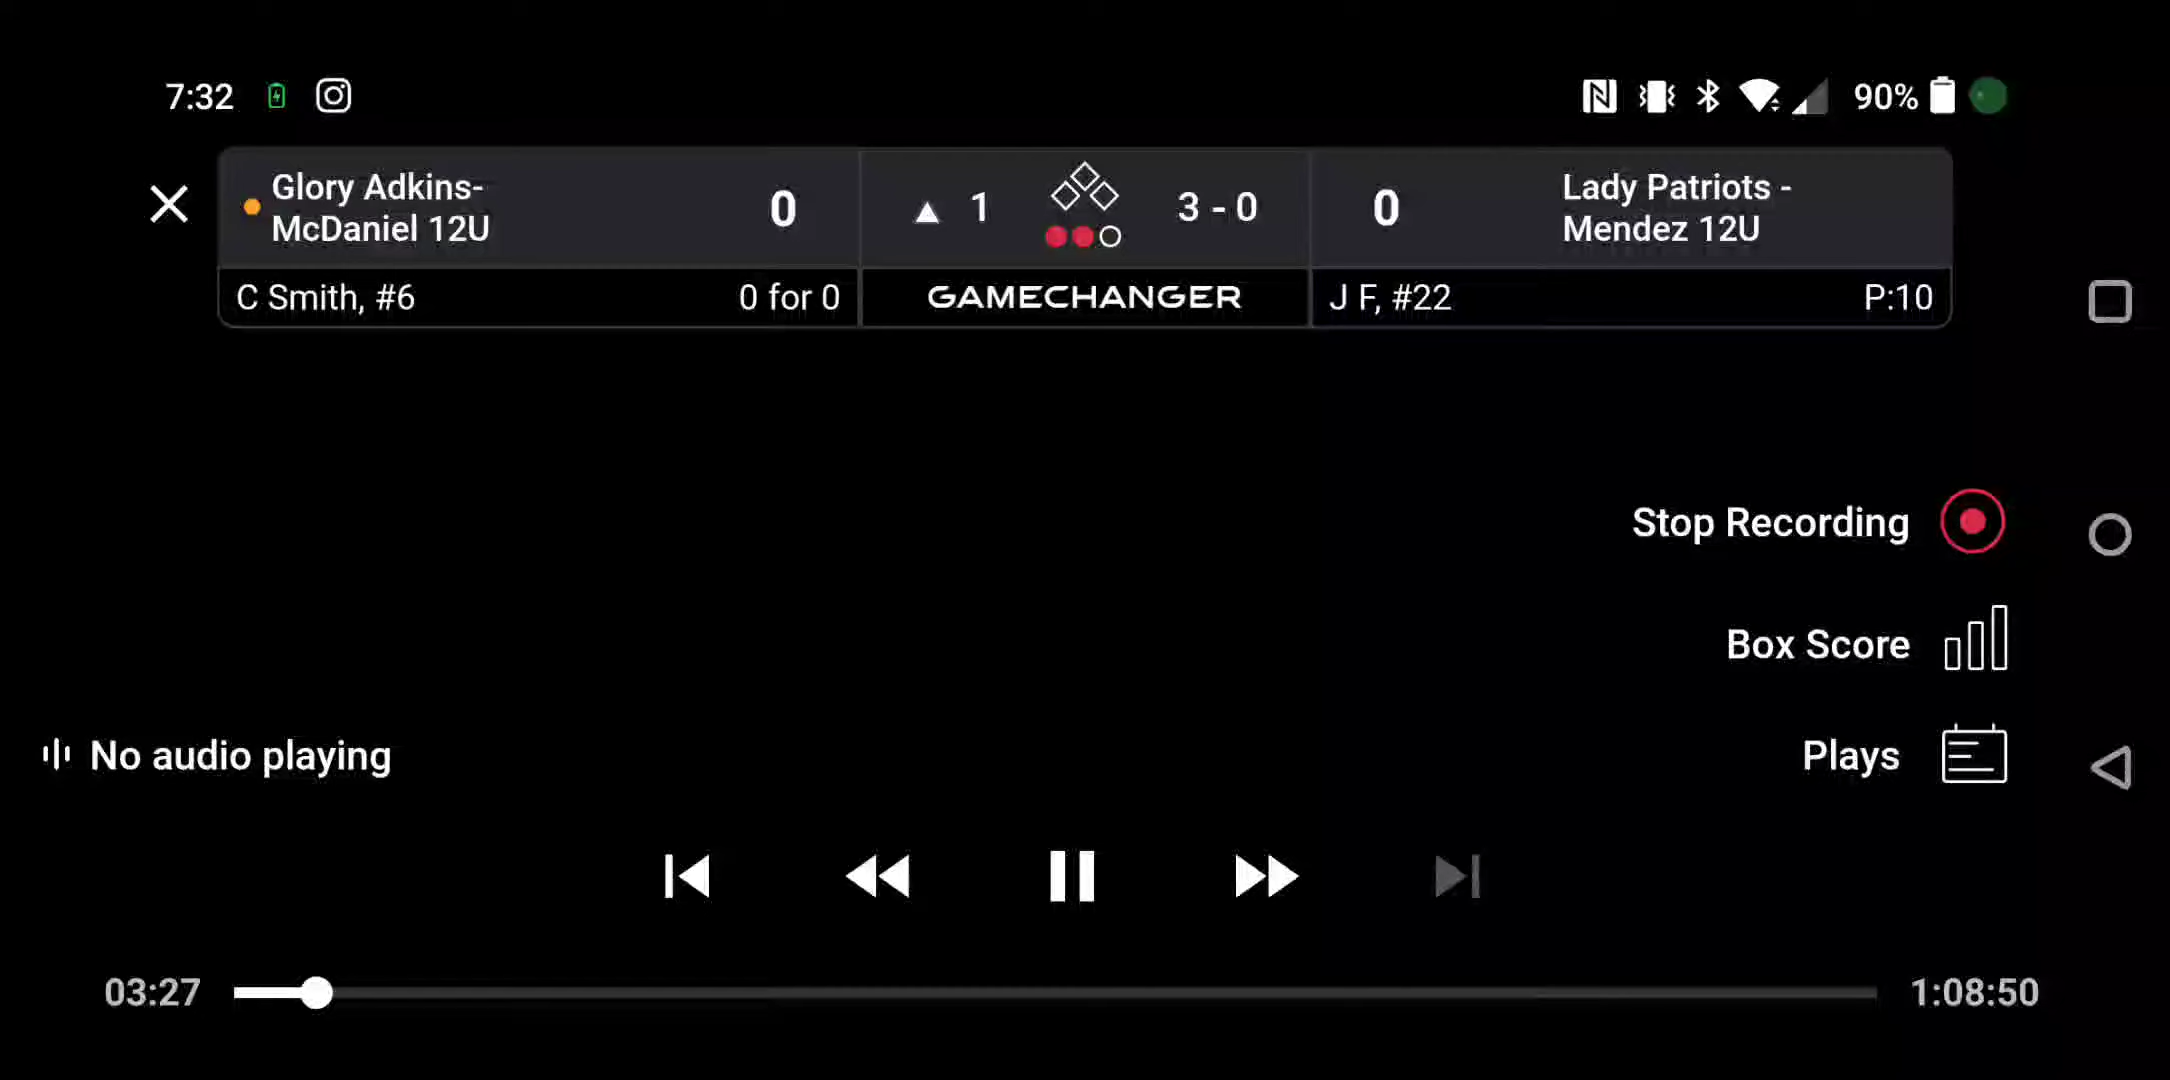 7:32
90%
Glory Adkins-
McDaniel 12U
0
1
3 - 0
0
Lady Patriots -
Mendez 12U
C Smith, #6
0 for 0
GAMECHANGER
J F, #22
P:10
Stop Recording
Box Score
No audio playing
Plays
03:27
1:08:50